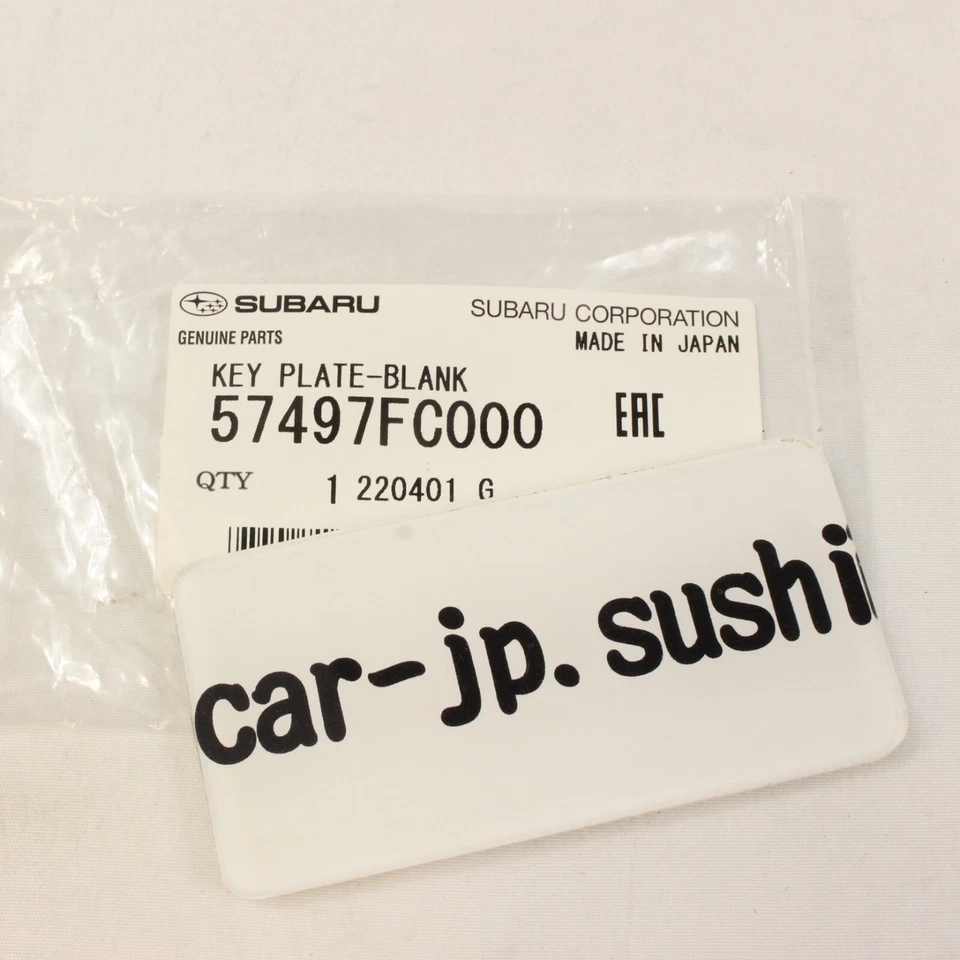 SUBARU
SUBARU CORPORATION
GENUINE PARTS
MADE IN JAPAN
KEY PLATE-BLANK
57497FC000
EAC
QTY 1 220401 G
car-jp.sushi